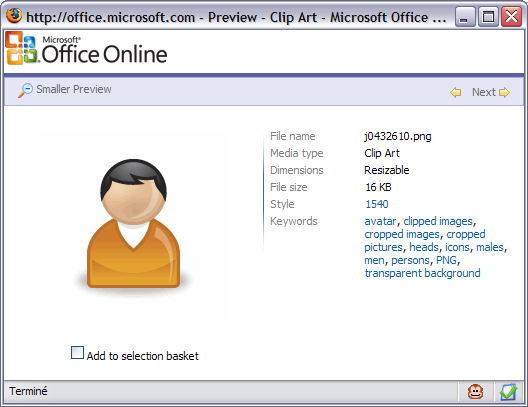 http://office.microsoft.com - Preview - Clip Art - Microsoft Office ...
Microsoft®
Office Online
Smaller Preview
Next
File name j0432610.png
Media type Clip Art
Dimensions Resizable
File size 16 KB
Style 1540
Keywords avatar, clipped images,
cropped images, cropped
pictures, heads, icons, males,
men, persons, PNG,
transparent background
Add to selection basket
Terminé